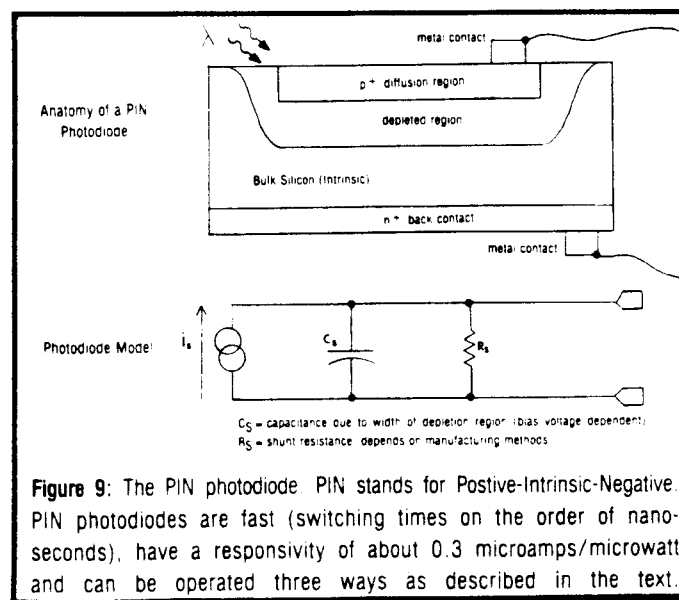 λ
metal contact
p+ diffusion region
Anatomy of a PIN
Photodiode
depleted region
Bulk Silicon (Intrinsic)
n+ back contact
metal contact
Photodiode Model
is
Cs
Rs
CS = capacitance due to width of depletion region (bias voltage dependent)
RS = shunt resistance depends on manufacturing methods
Figure 9: The PIN photodiode. PIN stands for Postive-Intrinsic-Negative.
PIN photodiodes are fast (switching times on the order of nano-
seconds), have a responsivity of about 0.3 microamps/microwatt
and can be operated three ways as described in the text.